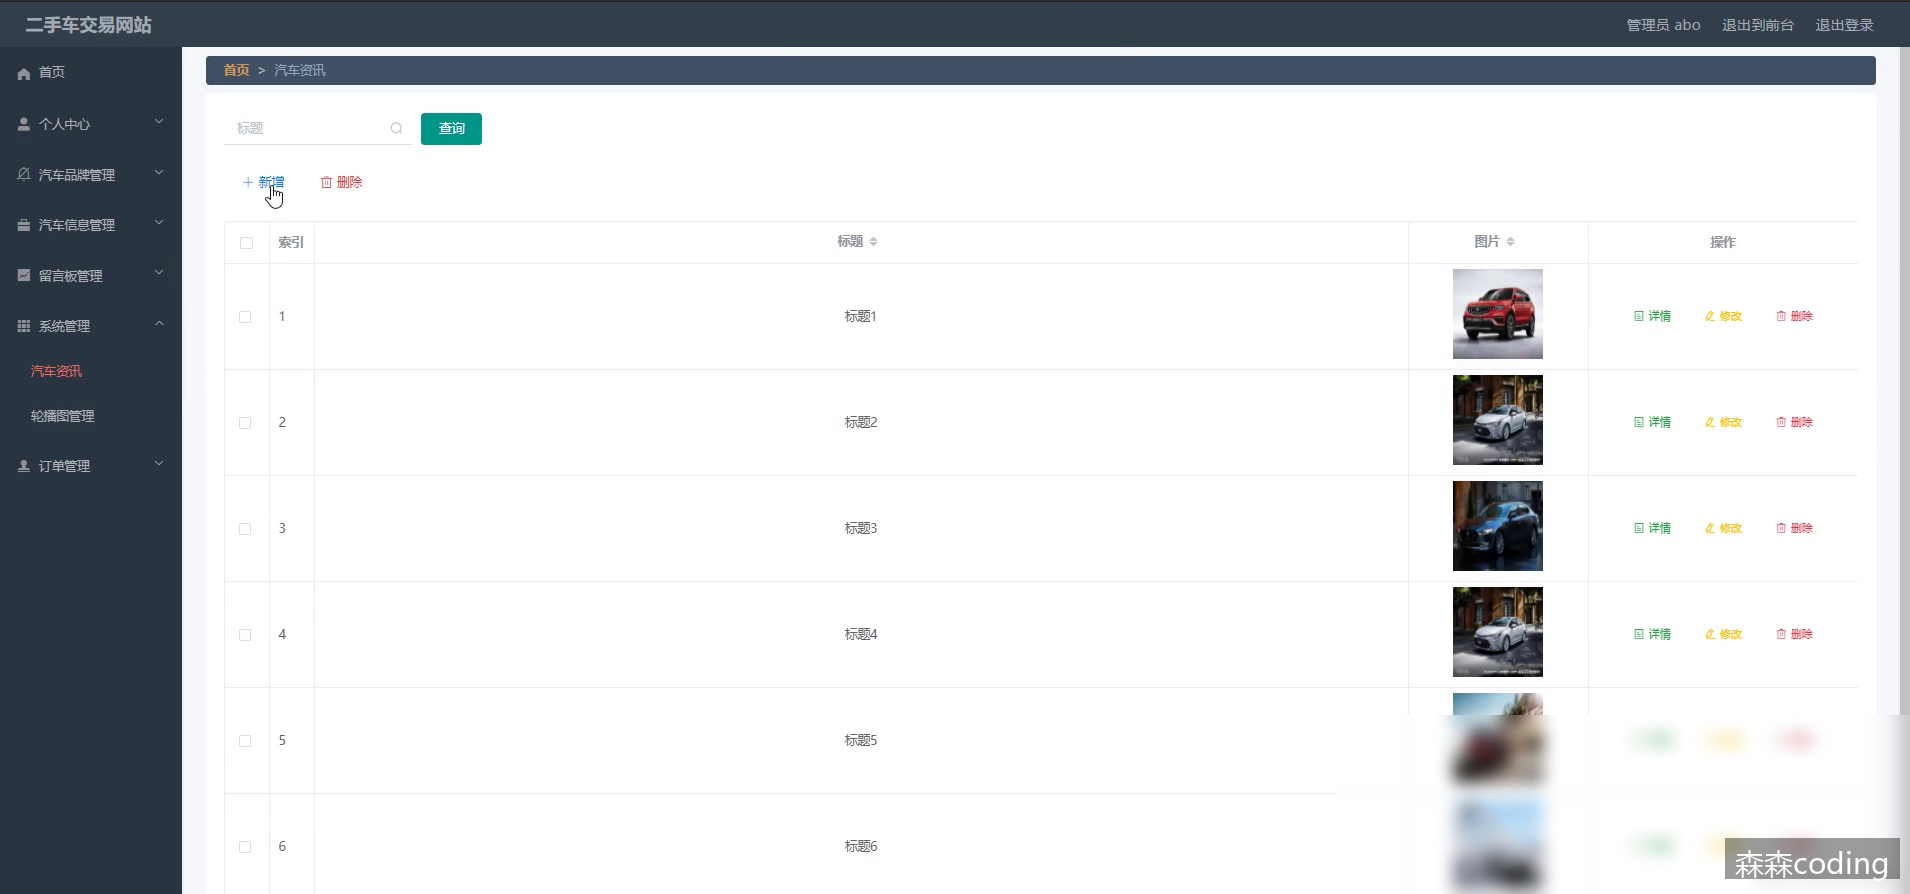 二手车交易网站
管理员 abo 退出到前台 退出登录
首页
个人中心
汽车品牌管理
汽车信息管理
留言板管理
系统管理
汽车资讯
轮播图管理
订单管理
首页 > 汽车资讯
标题
查询
新增 删除
索引 标题 图片 操作
1 标题1 详情 修改 删除
2 标题2 详情 修改 删除
3 标题3 详情 修改 删除
4 标题4 详情 修改 删除
5 标题5
6 标题6
森森coding